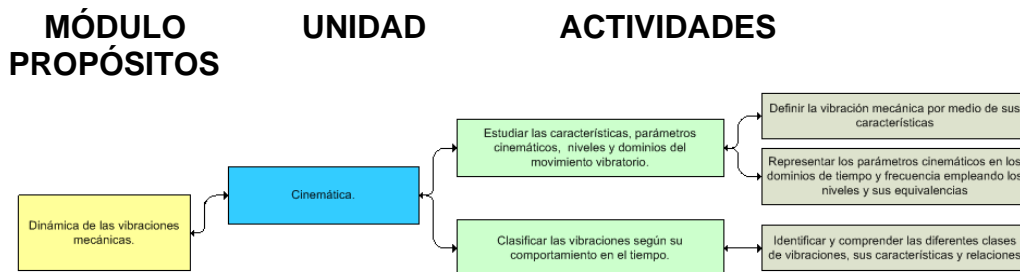 MÓDULO UNIDAD ACTIVIDADES
PROPÓSITOS
Definir la vibración mecánica por medio de sus
características
Estudiar las características, parámetros
cinemáticos, niveles y dominios del
movimiento vibratorio.
Representar los parámetros cinemáticos en los
dominios de tiempo y frecuencia empleando los
niveles y sus equivalencias
Cinemática.
Dinámica de las vibraciones
mecánicas.
Clasificar las vibraciones según su
comportamiento en el tiempo.
Identificar y comprender las diferentes clases
de vibraciones, sus características y relaciones